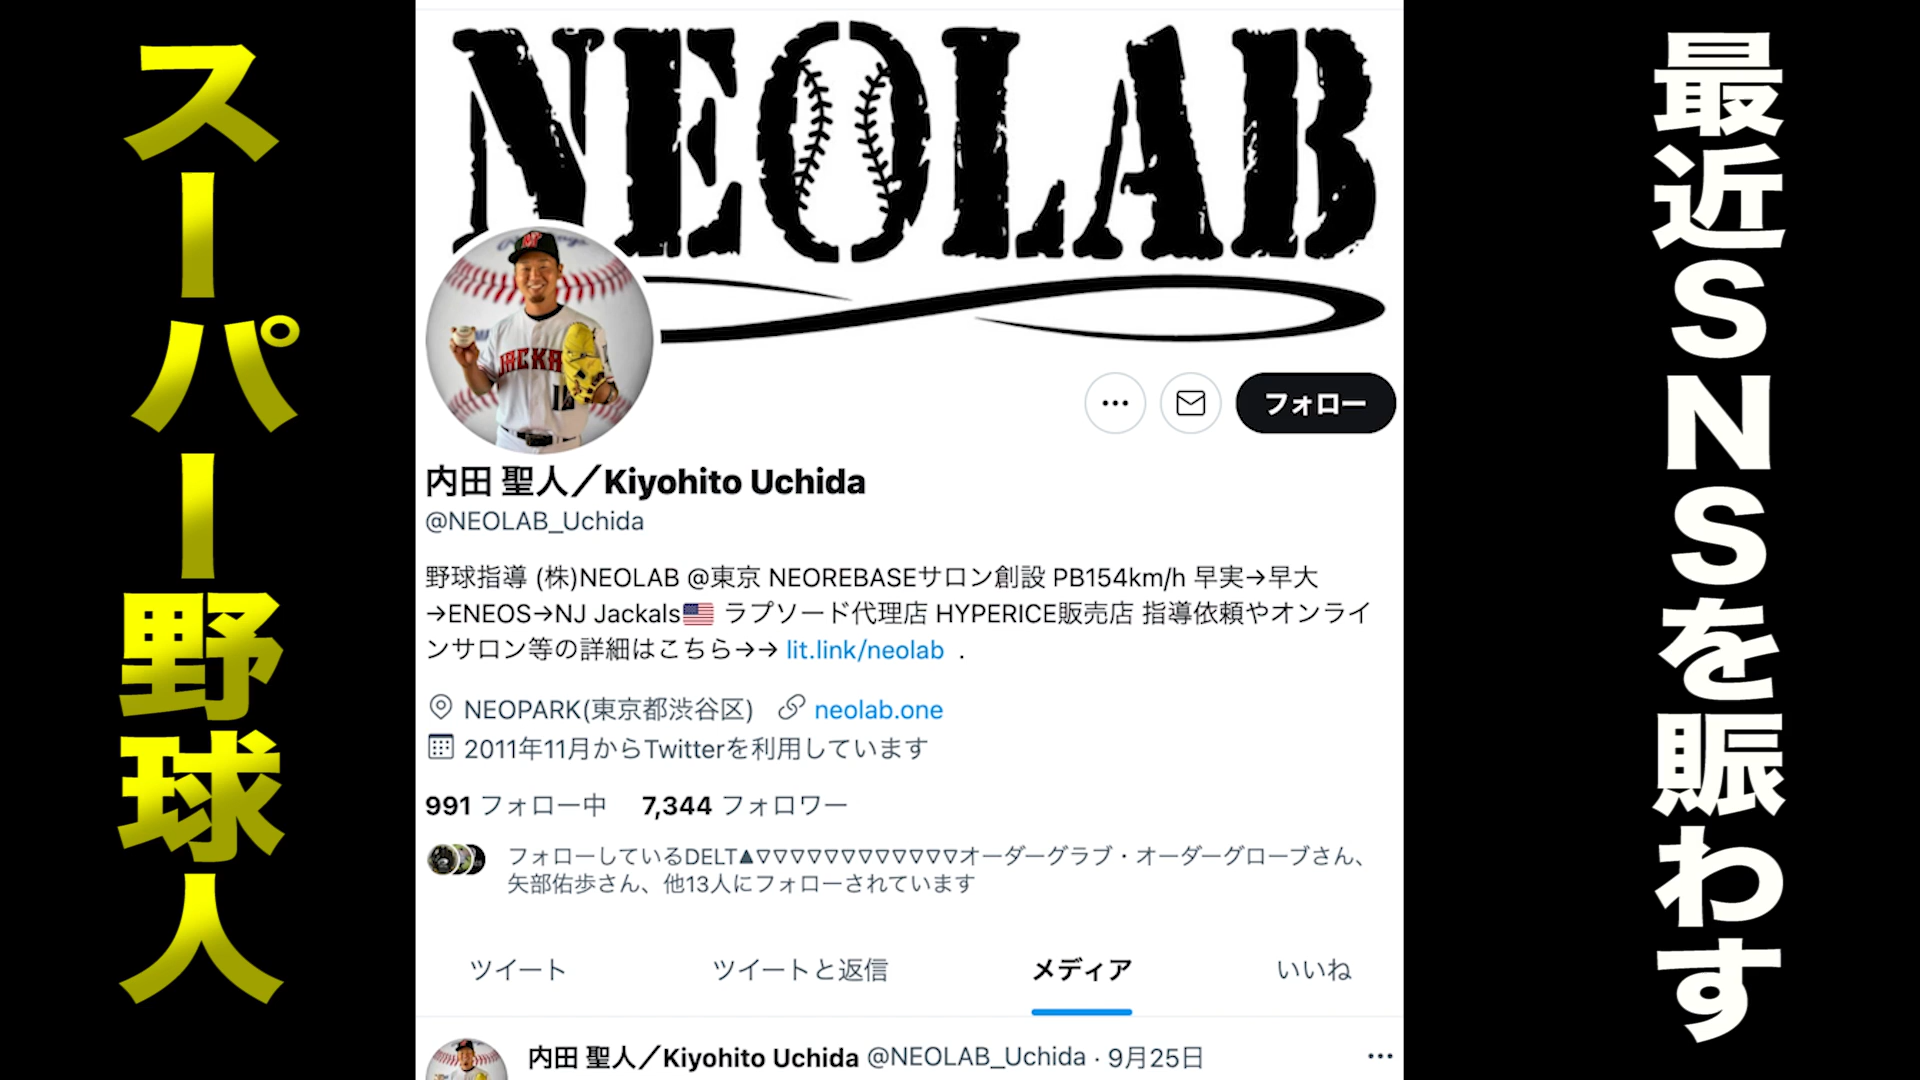 最近SNSを賑わす
スーパー野球人
NEOLAB
JACKA
フォロー
内田 聖人／Kiyohito Uchida
@NEOLAB_Uchida
野球指導 (株)NEOLAB @東京 NEOREBASEサロン創設 PB154km/h 早実→早大
→ENEOS→NJ Jackals🇺🇸 ラプソード代理店 HYPERICE販売店 指導依頼やオンライ
ンサロン等の詳細はこちら→→ lit.link/neolab .
NEOPARK(東京都渋谷区) neolab.one
2011年11月からTwitterを利用しています
991 フォロー中 7,344 フォロワー
フォローしているDELT▲▽▽▽▽▽▽▽▽▽▽▽▽オーダーグラブ・オーダーグローブさん、
矢部佑歩さん、他13人にフォローされています
ツイート ツイートと返信 メディア いいね
内田 聖人／Kiyohito Uchida @NEOLAB_Uchida · 9月25日